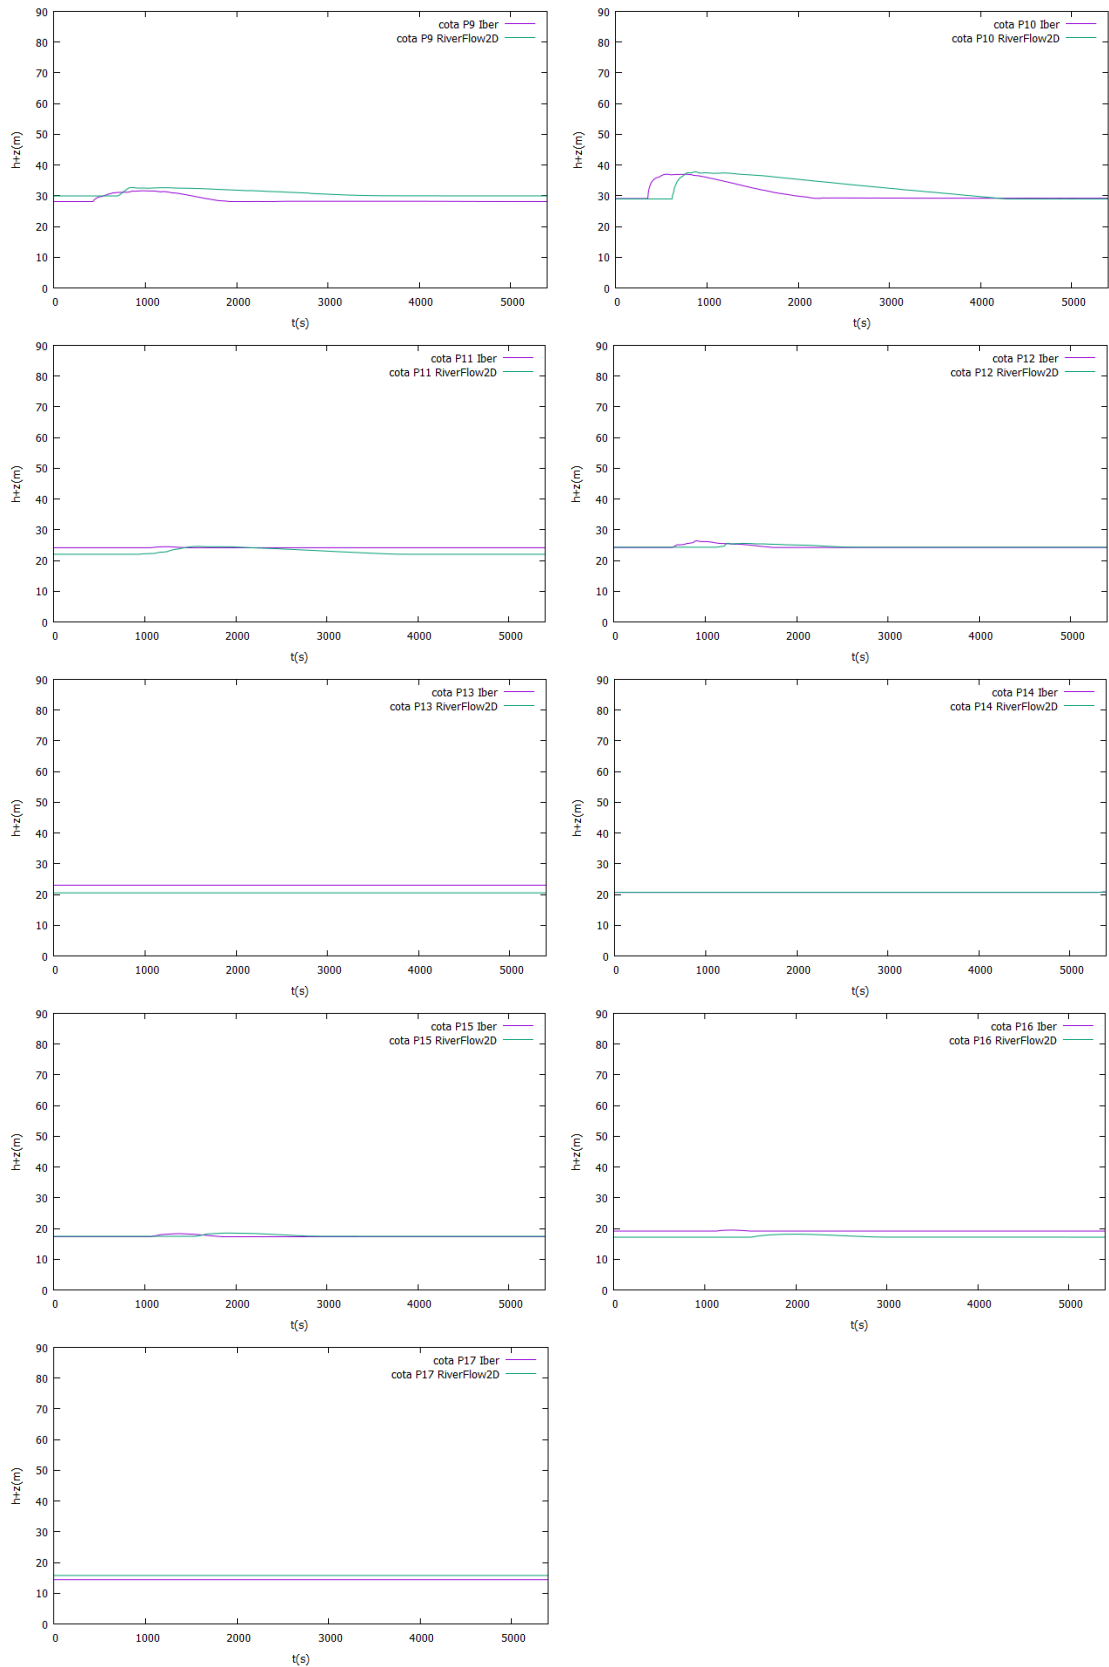 cota P9 Iber
cota P9 RiverFlow2D
h+z(m)
90
80
70
60
50
40
30
20
10
0
0 1000 2000 3000 4000 5000
t(s)
cota P10 Iber
cota P10 RiverFlow2D
h+z(m)
90
80
70
60
50
40
30
20
10
0
0 1000 2000 3000 4000 5000
t(s)
cota P11 Iber
cota P11 RiverFlow2D
h+z(m)
90
80
70
60
50
40
30
20
10
0
0 1000 2000 3000 4000 5000
t(s)
cota P12 Iber
cota P12 RiverFlow2D
h+z(m)
90
80
70
60
50
40
30
20
10
0
0 1000 2000 3000 4000 5000
t(s)
cota P13 Iber
cota P13 RiverFlow2D
h+z(m)
90
80
70
60
50
40
30
20
10
0
0 1000 2000 3000 4000 5000
t(s)
cota P14 Iber
cota P14 RiverFlow2D
h+z(m)
90
80
70
60
50
40
30
20
10
0
0 1000 2000 3000 4000 5000
t(s)
cota P15 Iber
cota P15 RiverFlow2D
h+z(m)
90
80
70
60
50
40
30
20
10
0
0 1000 2000 3000 4000 5000
t(s)
cota P16 Iber
cota P16 RiverFlow2D
h+z(m)
90
80
70
60
50
40
30
20
10
0
0 1000 2000 3000 4000 5000
t(s)
cota P17 Iber
cota P17 RiverFlow2D
h+z(m)
90
80
70
60
50
40
30
20
10
0
0 1000 2000 3000 4000 5000
t(s)